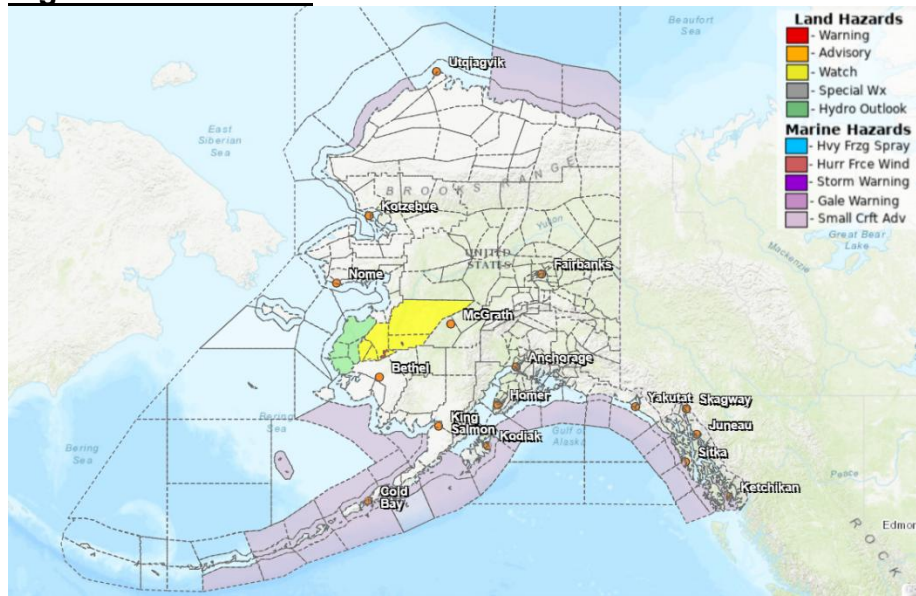 Beaufort
Sea
Land Hazards
- Warning
- Advisory
- Watch
- Special Wx
- Hydro Outlook
Marine Hazards
- Hvy Frzg Spray
- Hurr Frce Wind
- Storm Warning
- Gale Warning
- Small Crft Adv
Utqiagvik
East
Siberian
Sea
BROOKS RANGE
Kotzebue
Yukon
Great Bear
Lake
Mackenzie
UNITED
STATES
Fairbanks
Nome
McGrath
Bethel
Anchorage
Homer
Yakutat
Skagway
King
Salmon
Kodiak
Gulf of
Alaska
Juneau
Sitka
Bering
Sea
Bering
Sea
Peace
Cold
Bay
Ketchikan
Edmon
ROCK